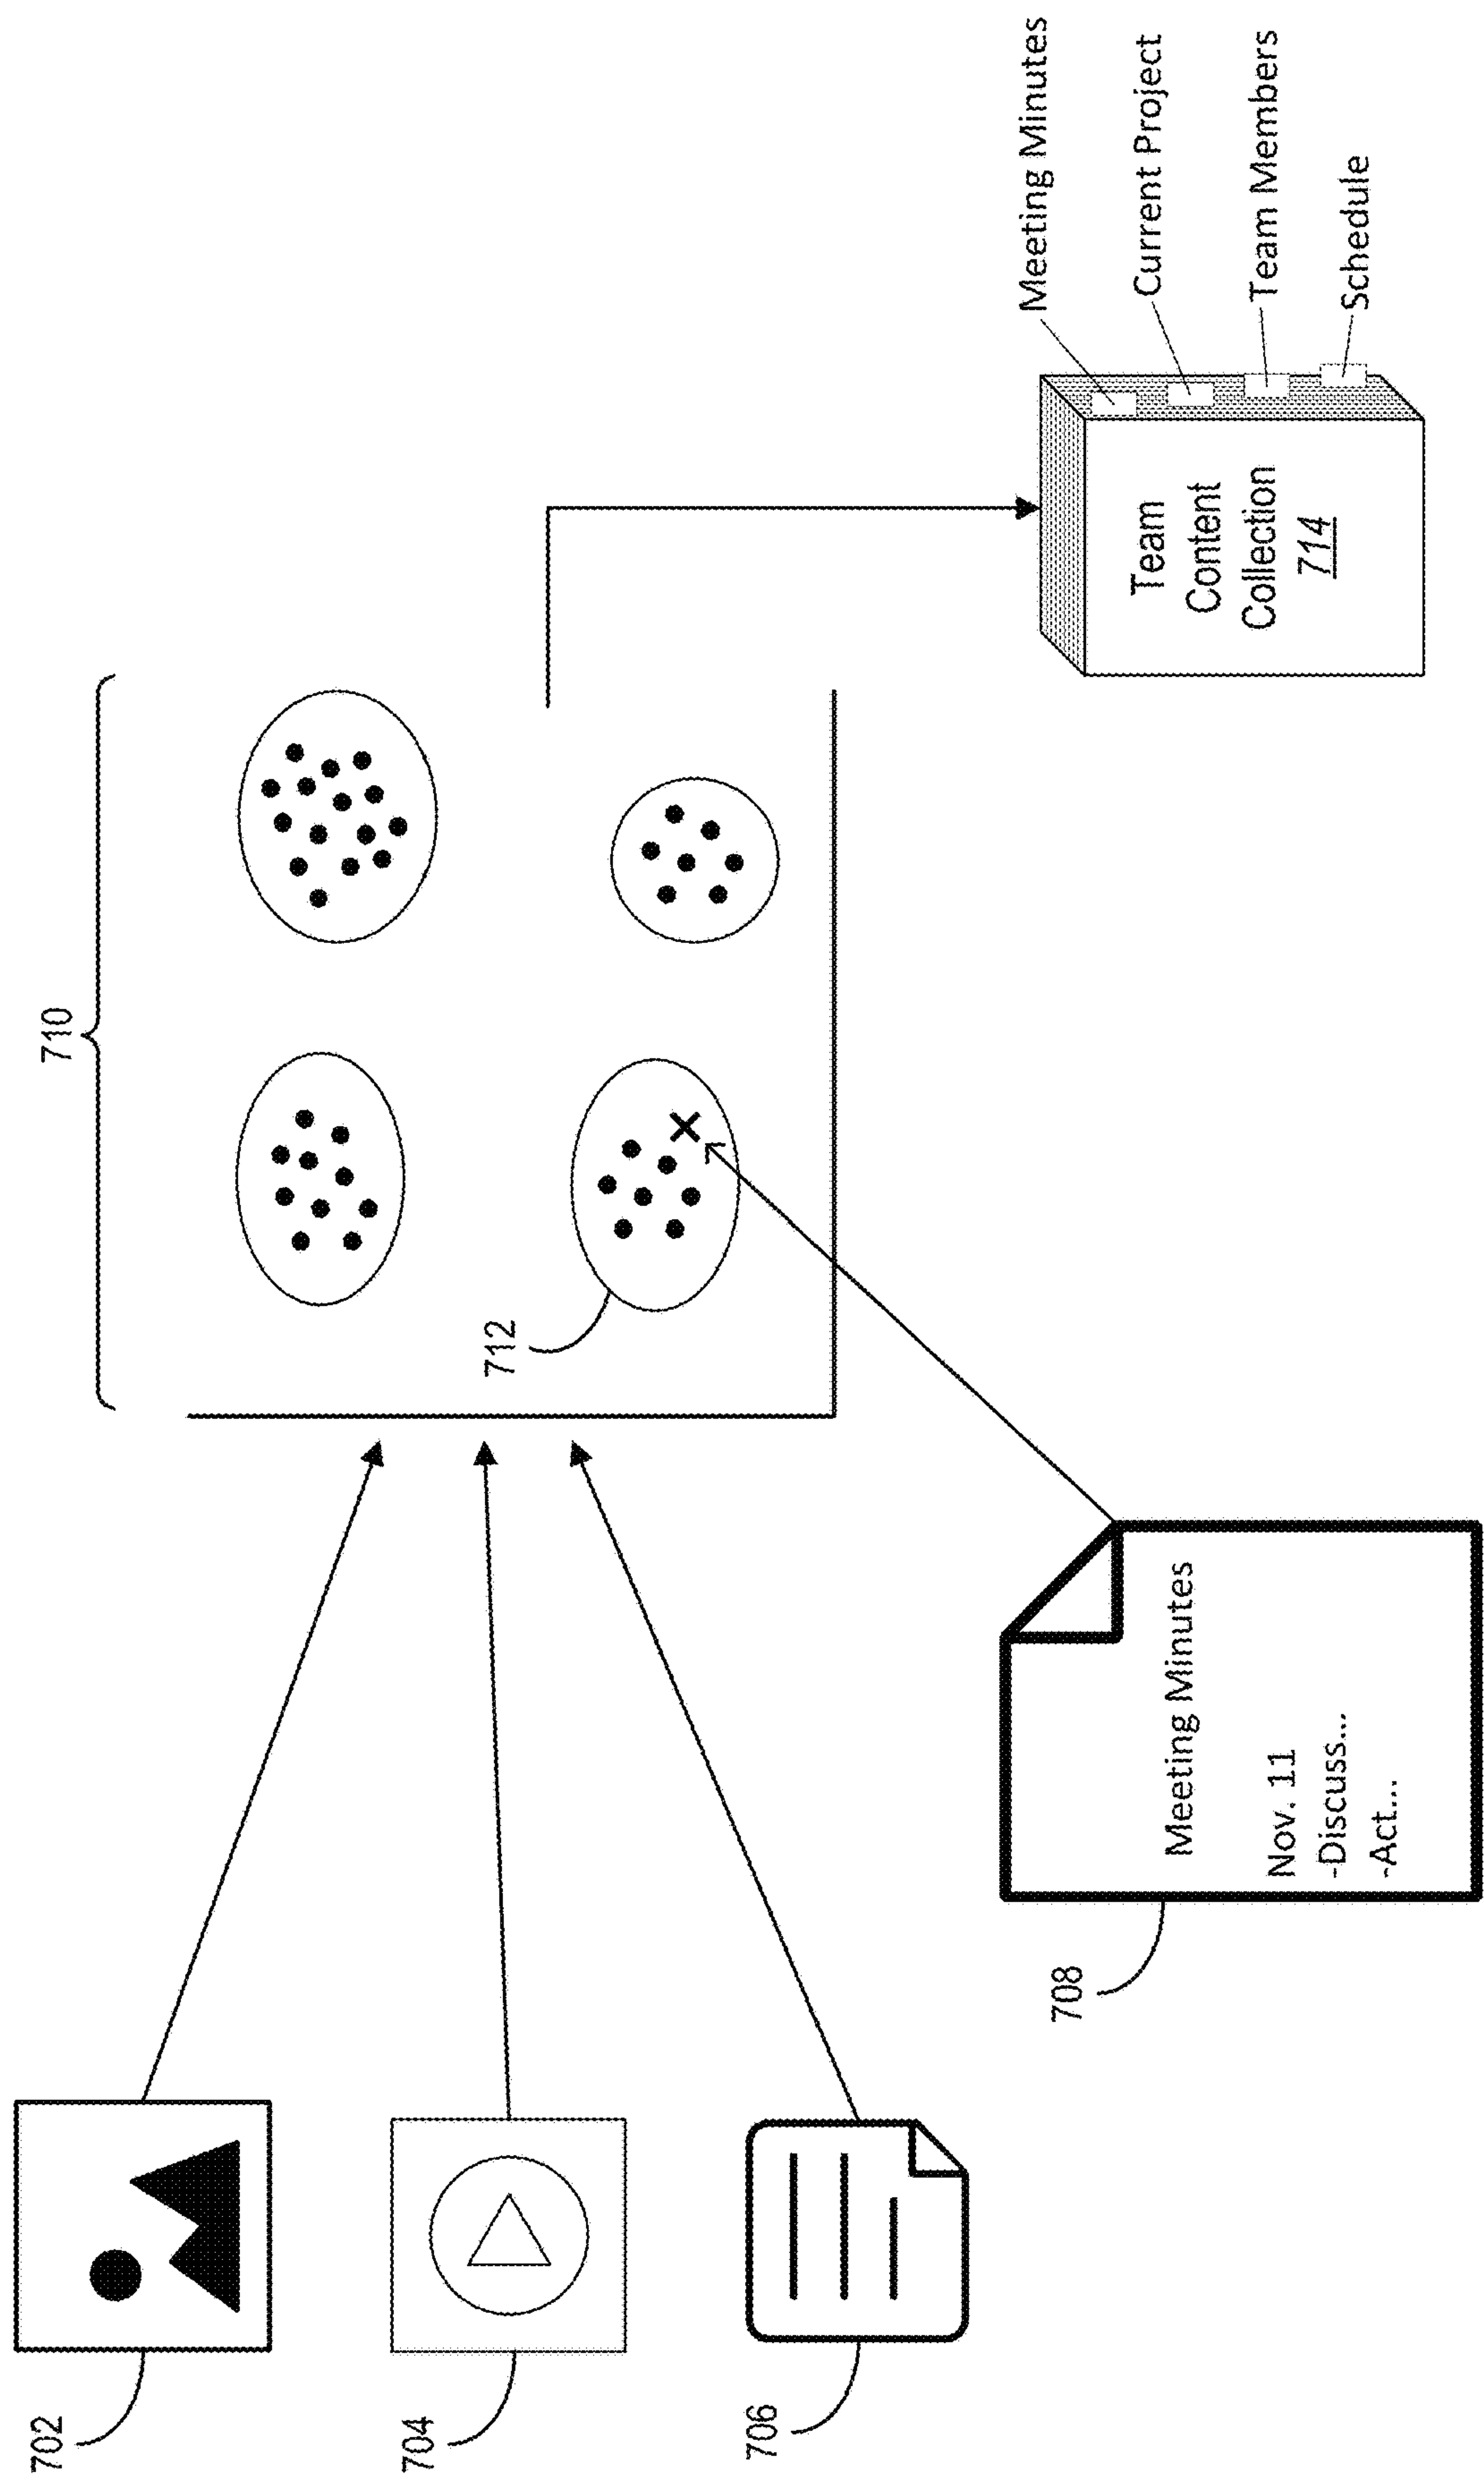 710
702
712
704
706
708
Meeting Minutes
Nov. 11
-Discuss...
-Act...
Team
Content
Collection
714
Meeting Minutes
Current Project
Team Members
Schedule